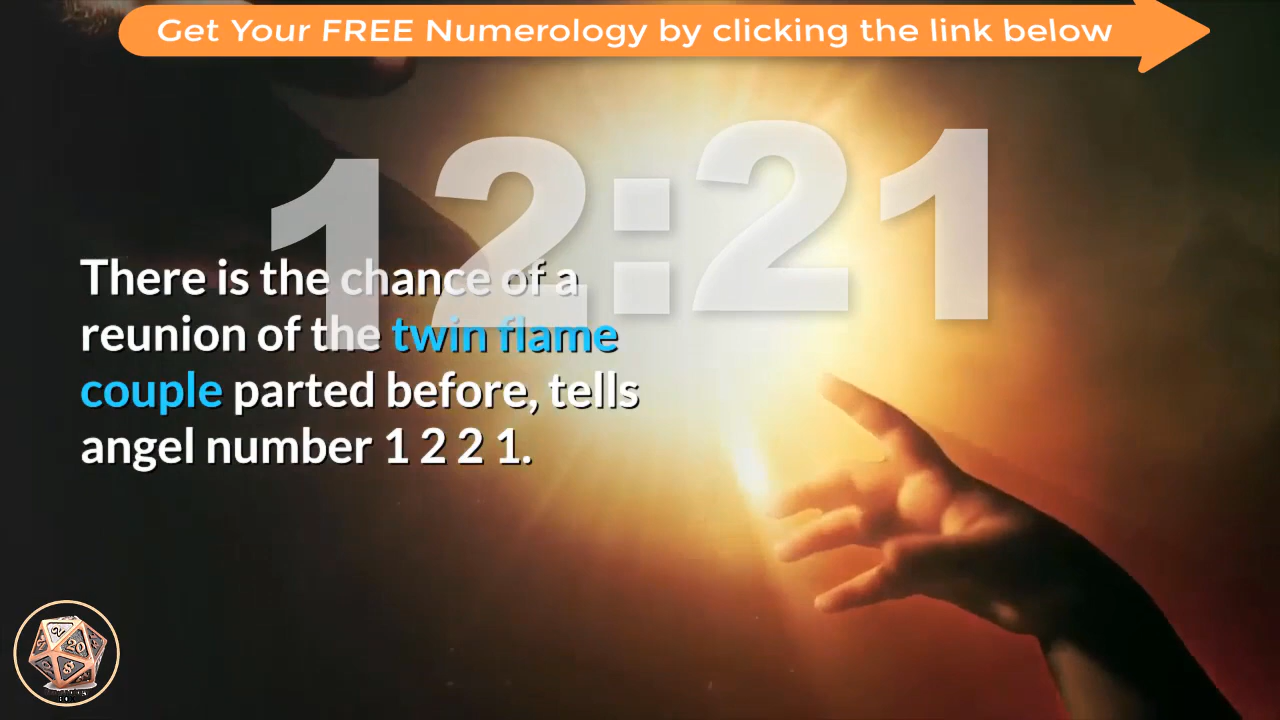 Get Your FREE Numerology by clicking the link below
12:21
There is the chance of a
reunion of the twin flame
couple parted before, tells
angel number 1 2 2 1.
20